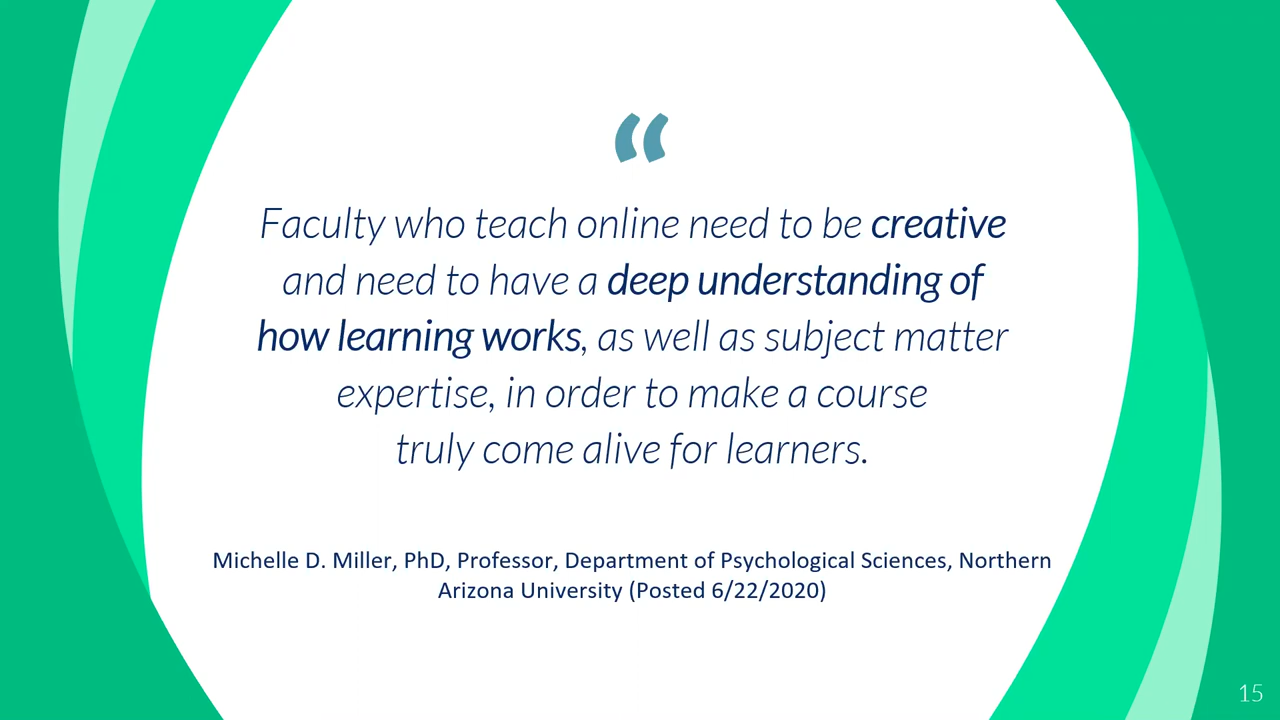 “
Faculty who teach online need to be creative
and need to have a deep understanding of
how learning works, as well as subject matter
expertise, in order to make a course
truly come alive for learners.
Michelle D. Miller, PhD, Professor, Department of Psychological Sciences, Northern
Arizona University (Posted 6/22/2020)
15